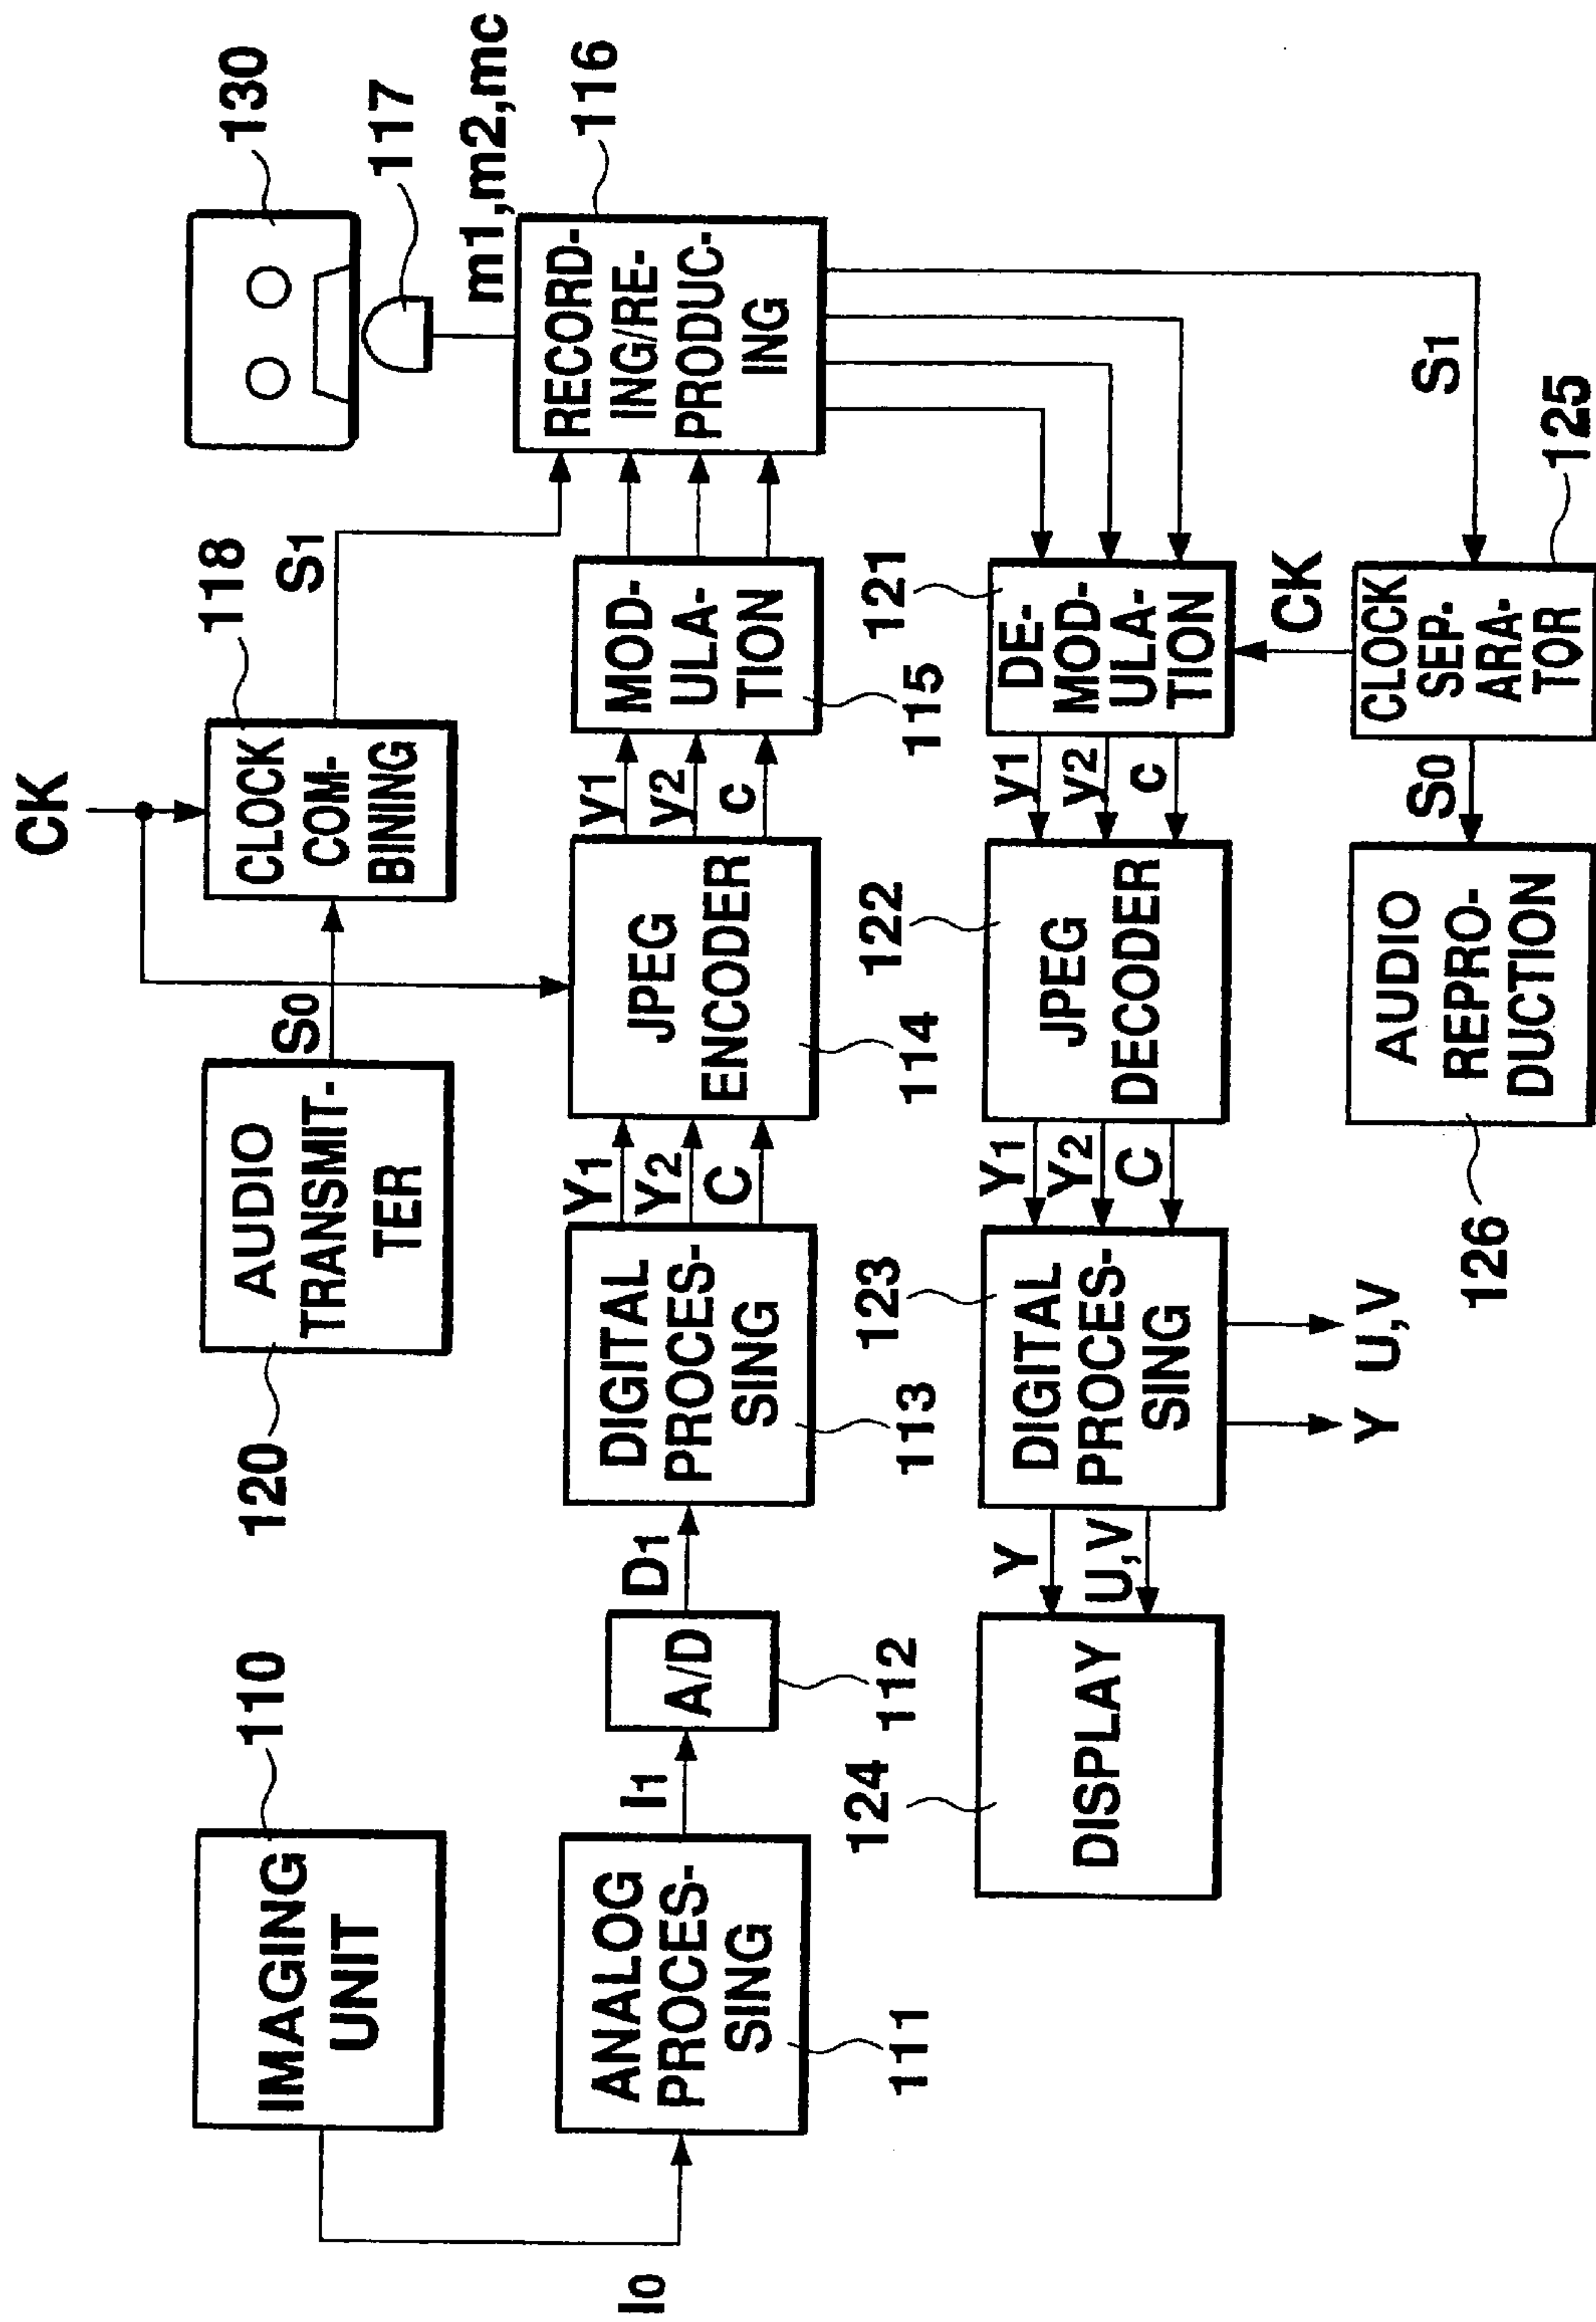 CK
130
117
m1,m2,mc
116
118
S1
120
S0
110
AUDIO
TRANSMIT-
TER
CLOCK
COM-
BINING
IMAGING
UNIT
RECORD-
ING/RE-
PRODUC-
ING
I0
ANALOG
PROCES-
SING
111
I1
A/D
112
D1
DIGITAL
PROCES-
SING
113
Y1
Y2
C
JPEG
ENCODER
114
y1
y2
c
MOD-
ULA-
TION
115
124
DISPLAY
Y
U,V
123
DIGITAL
PROCES-
SING
Y
U,V
Y1
Y2
C
122
JPEG
DECODER
y1
y2
c
121
DE-
MOD-
ULA-
TION
CK
S1
125
CLOCK
SEP-
ARA-
TOR
S0
AUDIO
REPRO-
DUCTION
126